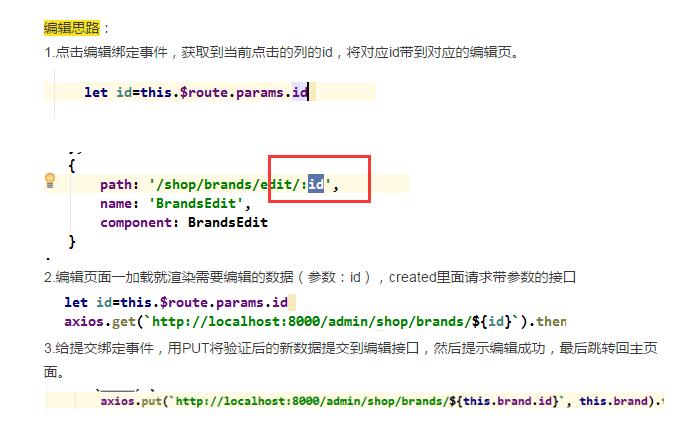 编辑思路：
1.点击编辑绑定事件，获取到当前点击的列的id，将对应id带到对应的编辑页。
let id=this.$route.params.id
{
path: '/shop/brands/edit/:id',
name: 'BrandsEdit',
component: BrandsEdit
}
2.编辑页面一加载就渲染需要编辑的数据（参数：id），created里面请求带参数的接口
let id=this.$route.params.id
axios.get(`http://localhost:8000/admin/shop/brands/${id}`).then
3.给提交绑定事件，用PUT将验证后的新数据提交到编辑接口，然后提示编辑成功，最后跳转回主页
面。
axios.put(`http://localhost:8000/admin/shop/brands/${this.brand.id}`, this.brand).